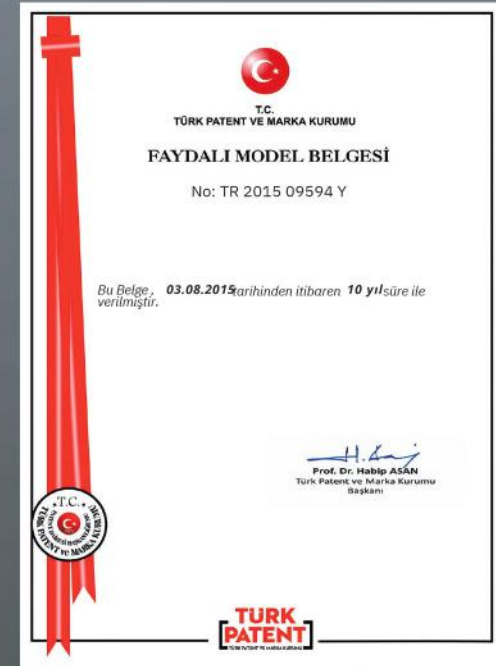 T.C.
TÜRK PATENT VE MARKA KURUMU
FAYDALI MODEL BELGESİ
No: TR 2015 09594 Y
Bu Belge, 03.08.2015 tarihinden itibaren 10 yıl süre ile
verilmiştir.
Prof. Dr. Habip ASAN
Türk Patent ve Marka Kurumu
Başkanı
T.C.
TÜRK PATENT ve MARKA KURUMU
TÜRK
PATENT
TÜRK PATENT VE MARKA KURUMU